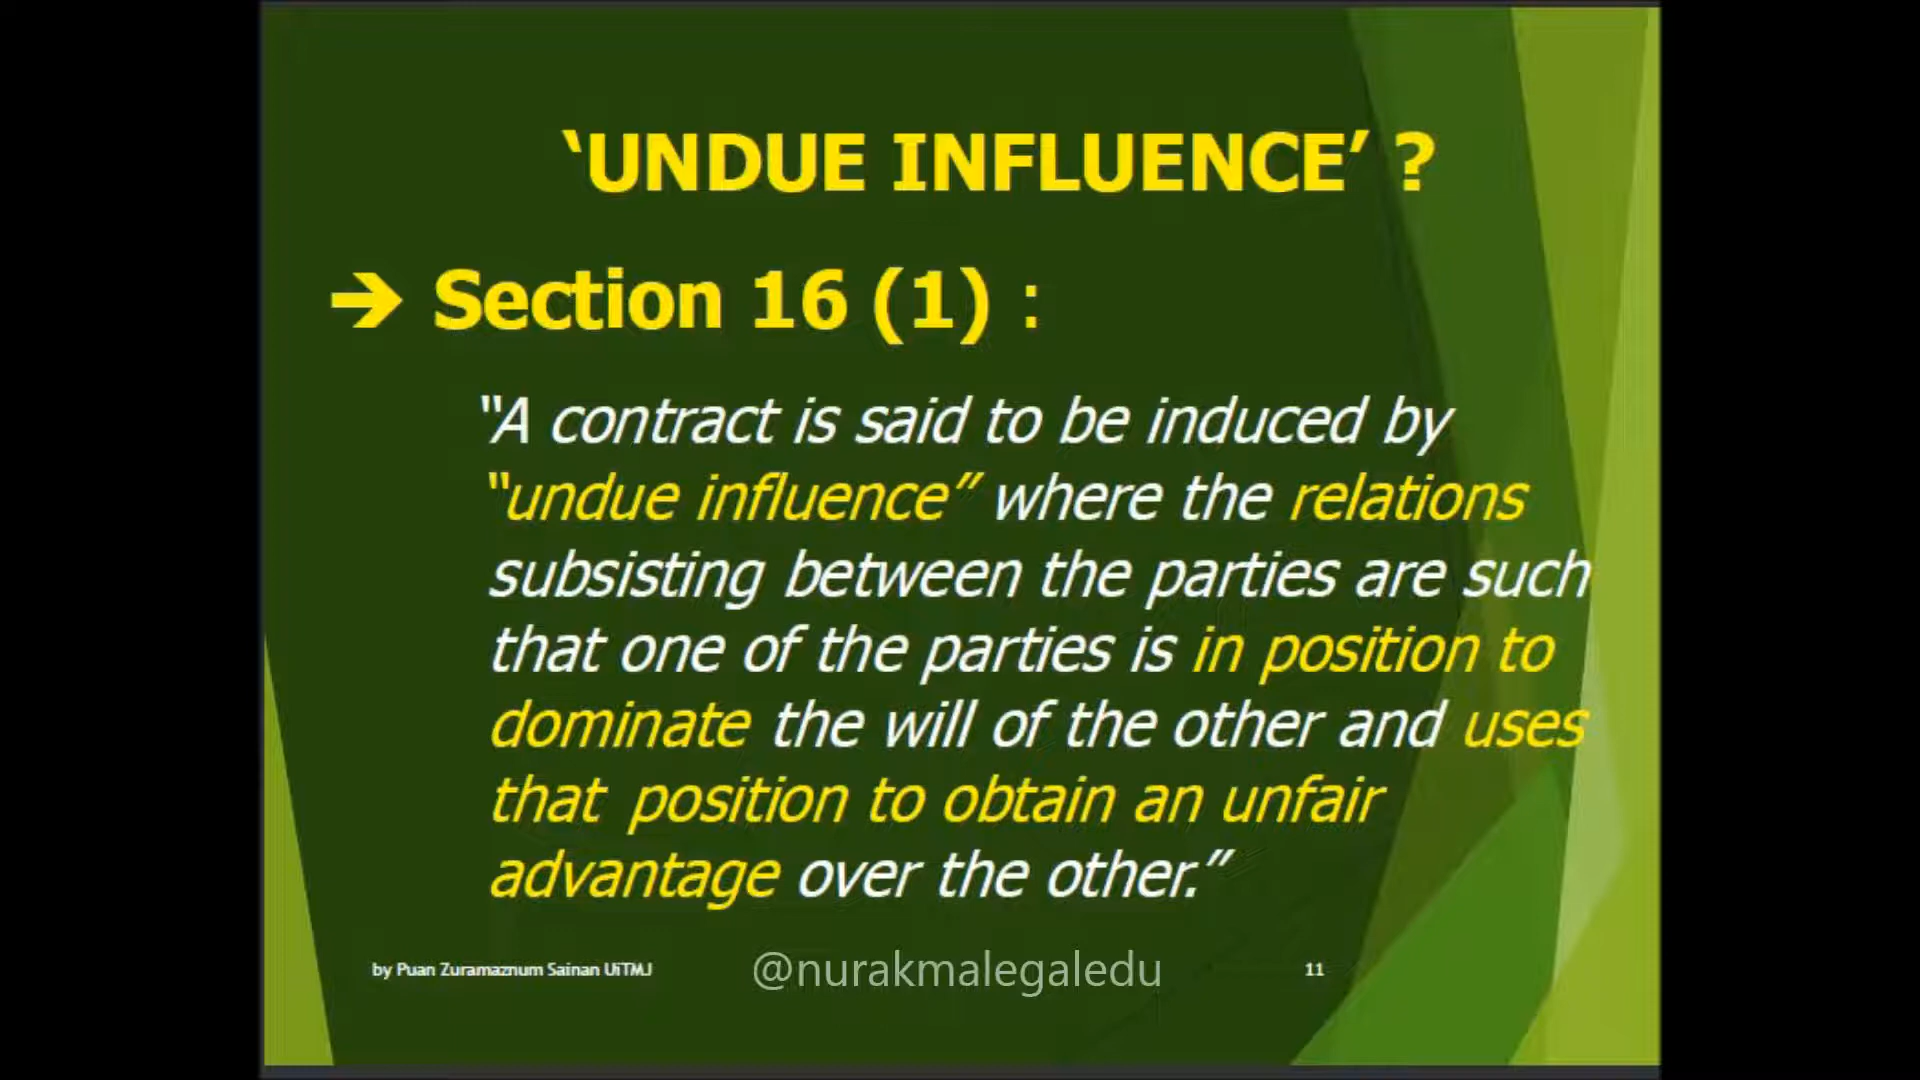 ‘UNDUE INFLUENCE’ ?
➔ Section 16 (1) :
“A contract is said to be induced by
“undue influence” where the relations
subsisting between the parties are such
that one of the parties is in position to
dominate the will of the other and uses
that position to obtain an unfair
advantage over the other.”
by Puan Zuramaznum Sainan UiTMJ
@nurakmalegaledu
11